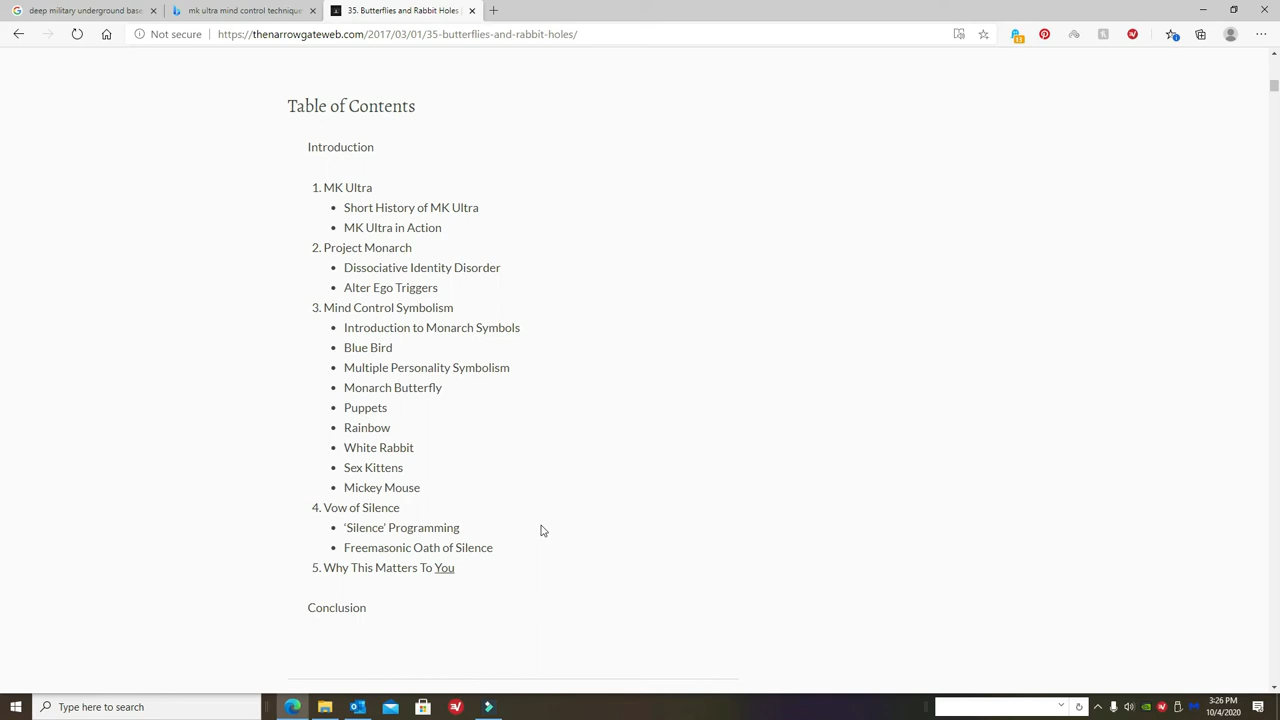 deep military underground base
mk ultra mind control technique
35. Butterflies and Rabbit Holes
Not secure
https://thenarrowgateweb.com/2017/03/01/35-butterflies-and-rabbit-holes/
Table of Contents
Introduction
1. MK Ultra
• Short History of MK Ultra
• MK Ultra in Action
2. Project Monarch
• Dissociative Identity Disorder
• Alter Ego Triggers
3. Mind Control Symbolism
• Introduction to Monarch Symbols
• Blue Bird
• Multiple Personality Symbolism
• Monarch Butterfly
• Puppets
• Rainbow
• White Rabbit
• Sex Kittens
• Mickey Mouse
4. Vow of Silence
• ‘Silence’ Programming
• Freemasonic Oath of Silence
5. Why This Matters To You
Conclusion
Type here to search
3:26 PM
10/4/2020